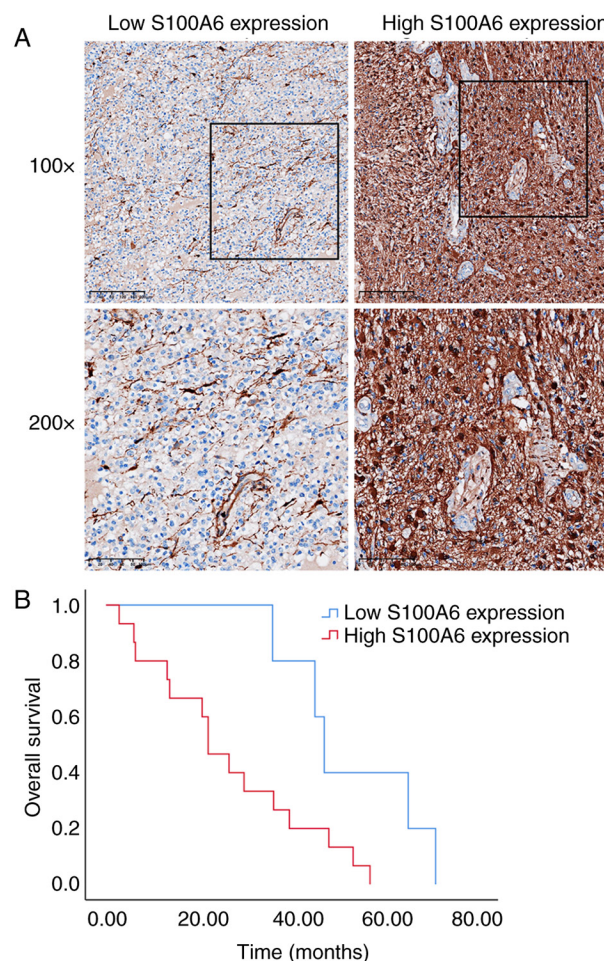 Low S100A6 expression
High S100A6 expression
A
100×
200×
B
1.0
0.8
0.6
0.4
0.2
0.0
Overall survival
Low S100A6 expression
High S100A6 expression
0.00
20.00
40.00
60.00
80.00
Time (months)